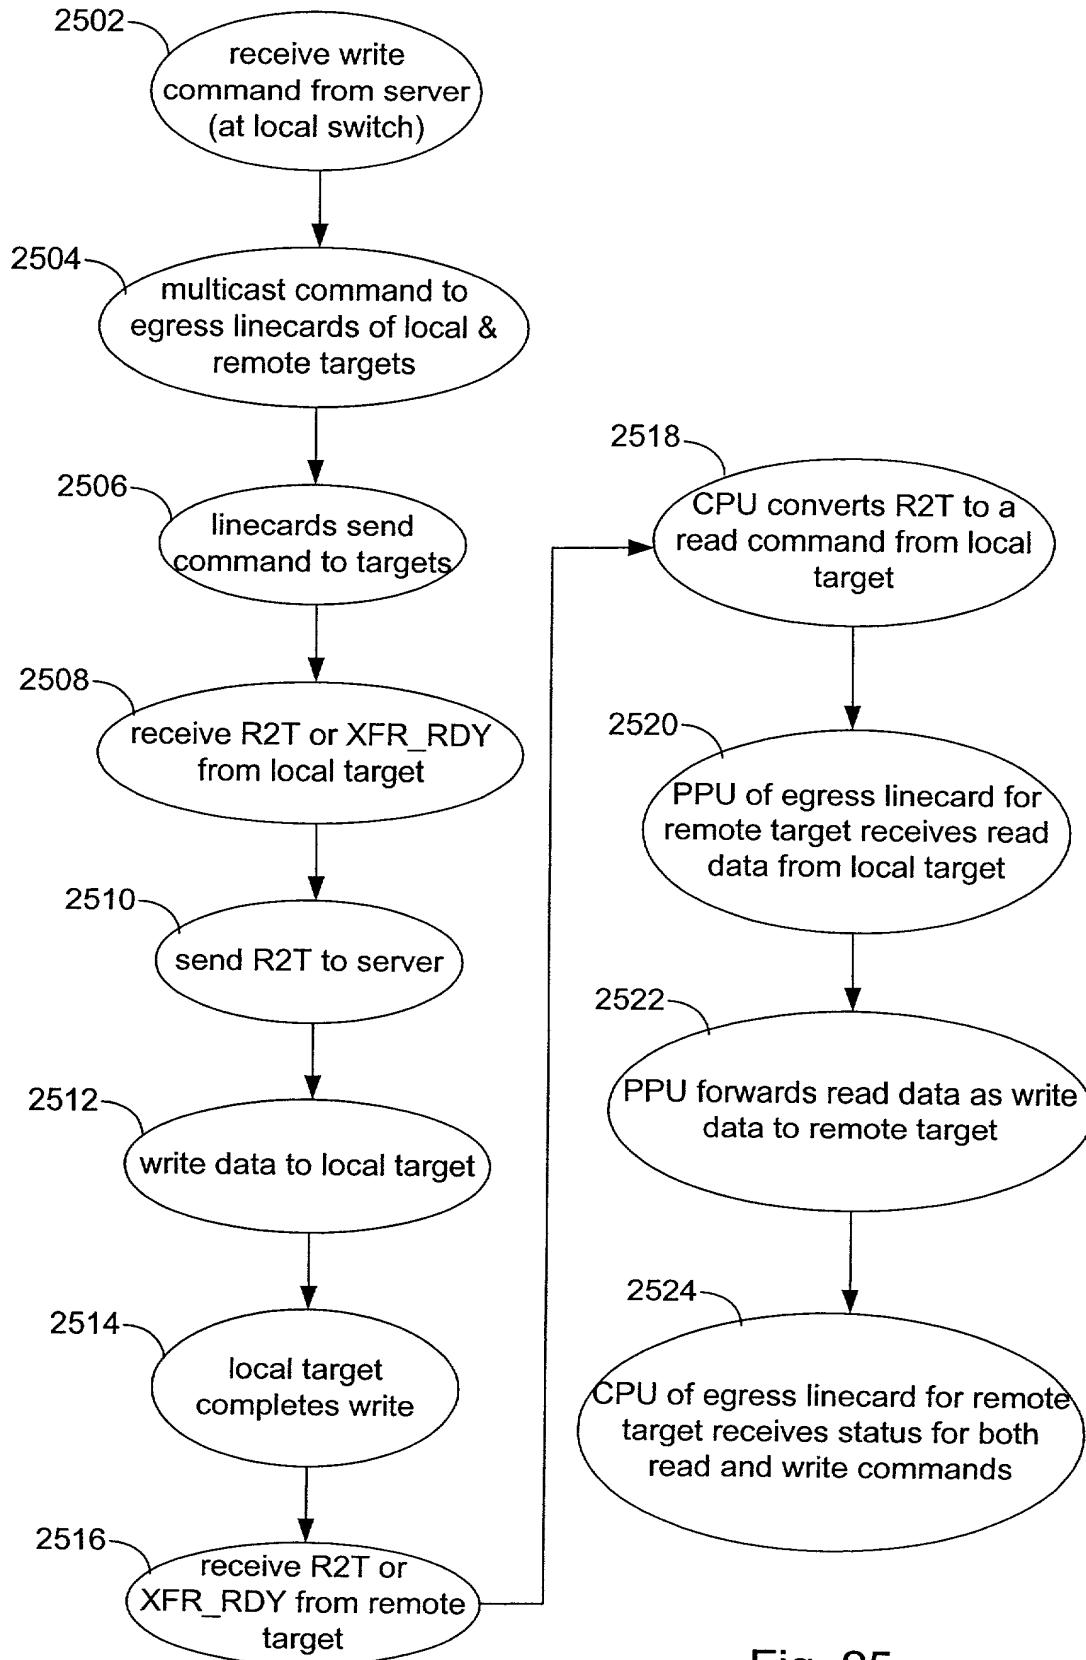 2502
receive write
command from server
(at local switch)
2504
multicast command to
egress linecards of local &
remote targets
2506
linecards send
command to targets
2508
receive R2T or XFR_RDY
from local target
2510
send R2T to server
2512
write data to local target
2514
local target
completes write
2516
receive R2T or
XFR_RDY from remote
target
2518
CPU converts R2T to a
read command from local
target
2520
PPU of egress linecard for
remote target receives read
data from local target
2522
PPU forwards read data as write
data to remote target
2524
CPU of egress linecard for remote
target receives status for both
read and write commands
Fig. 25